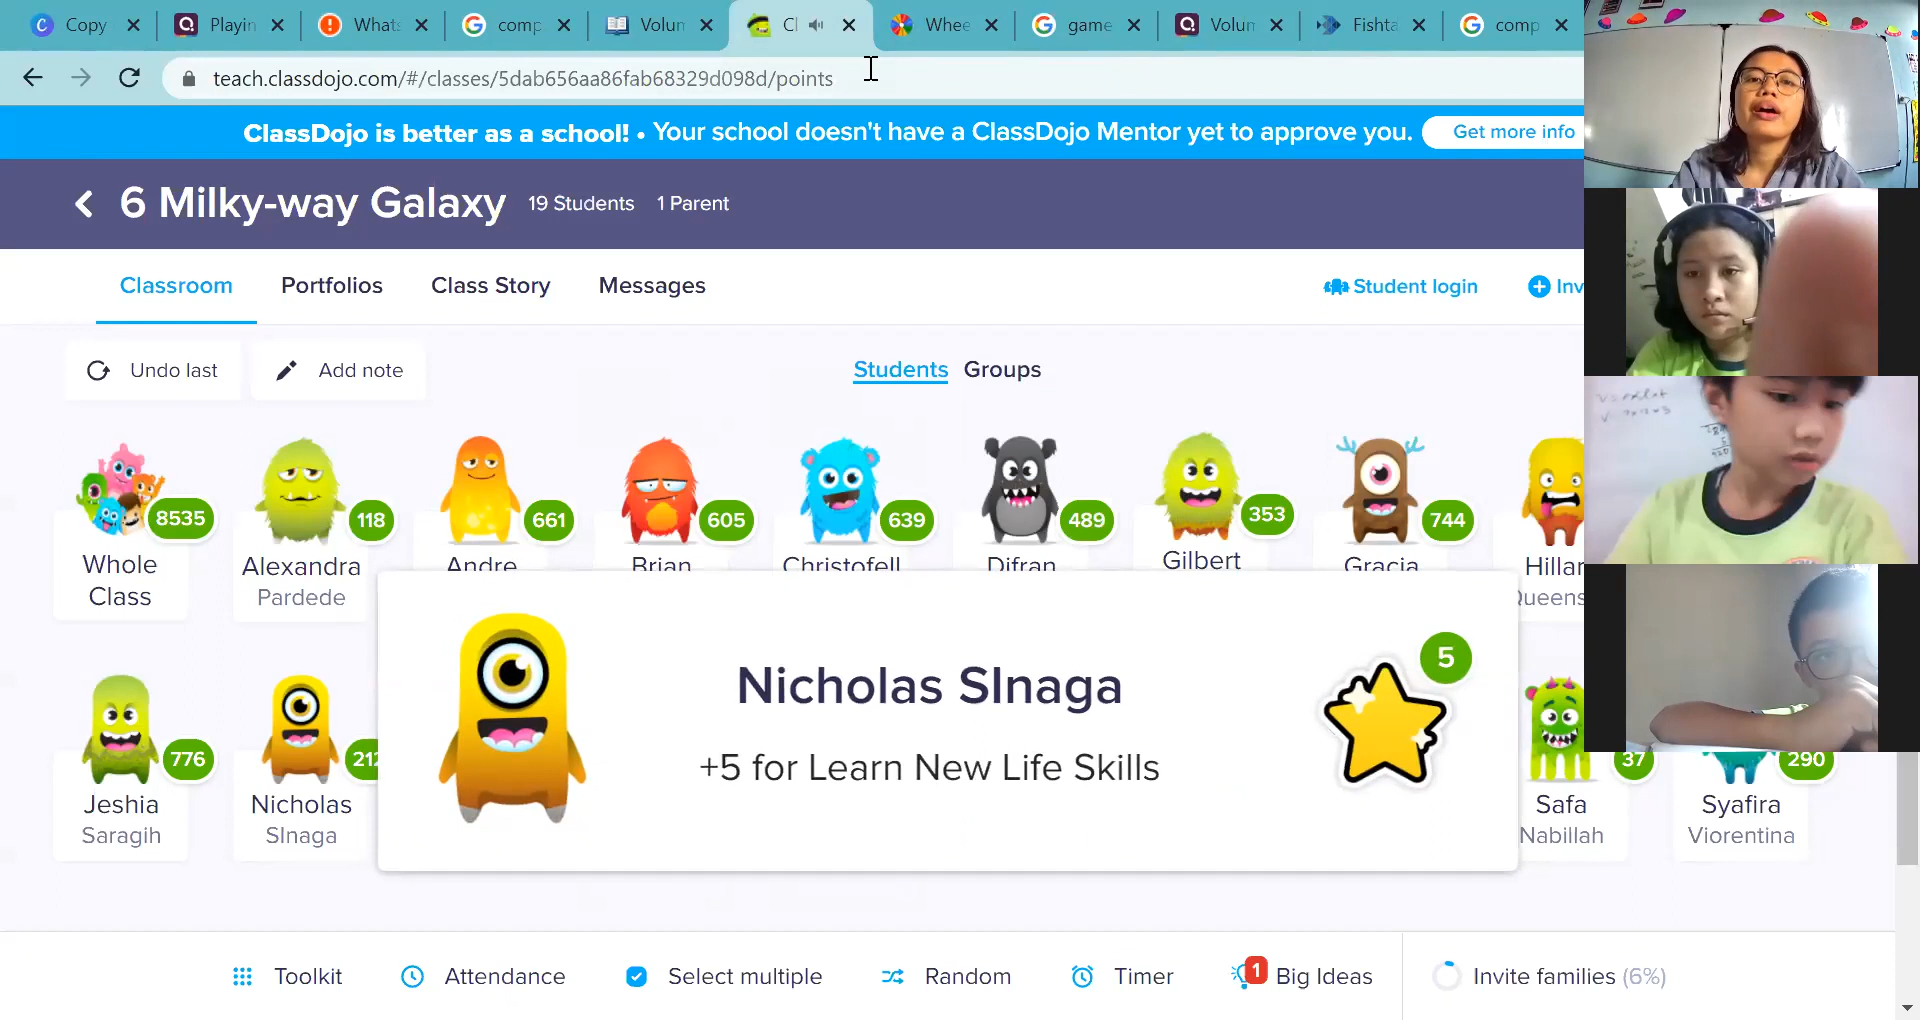 Copy
Playin
Whats
comp
Volun
Cl
Whee
game
Volun
Fishta
comp
teach.classdojo.com/#/classes/5dab656aa86fab68329d098d/points
ClassDojo is better as a school! • Your school doesn't have a ClassDojo Mentor yet to approve you.
Get more info
6 Milky-way Galaxy
19 Students
1 Parent
Classroom
Portfolios
Class Story
Messages
Student login
Inv
Undo last
Add note
Students
Groups
8535
118
661
605
639
489
353
744
Whole
Class
Alexandra
Pardede
Andre
Brian
Christofell
Difran
Gilbert
Gracia
Hillar
Queens
Nicholas SInaga
+5 for Learn New Life Skills
5
776
212
37
290
Jeshia
Saragih
Nicholas
SInaga
Safa
Nabillah
Syafira
Viorentina
Toolkit
Attendance
Select multiple
Random
Timer
1
Big Ideas
Invite families (6%)